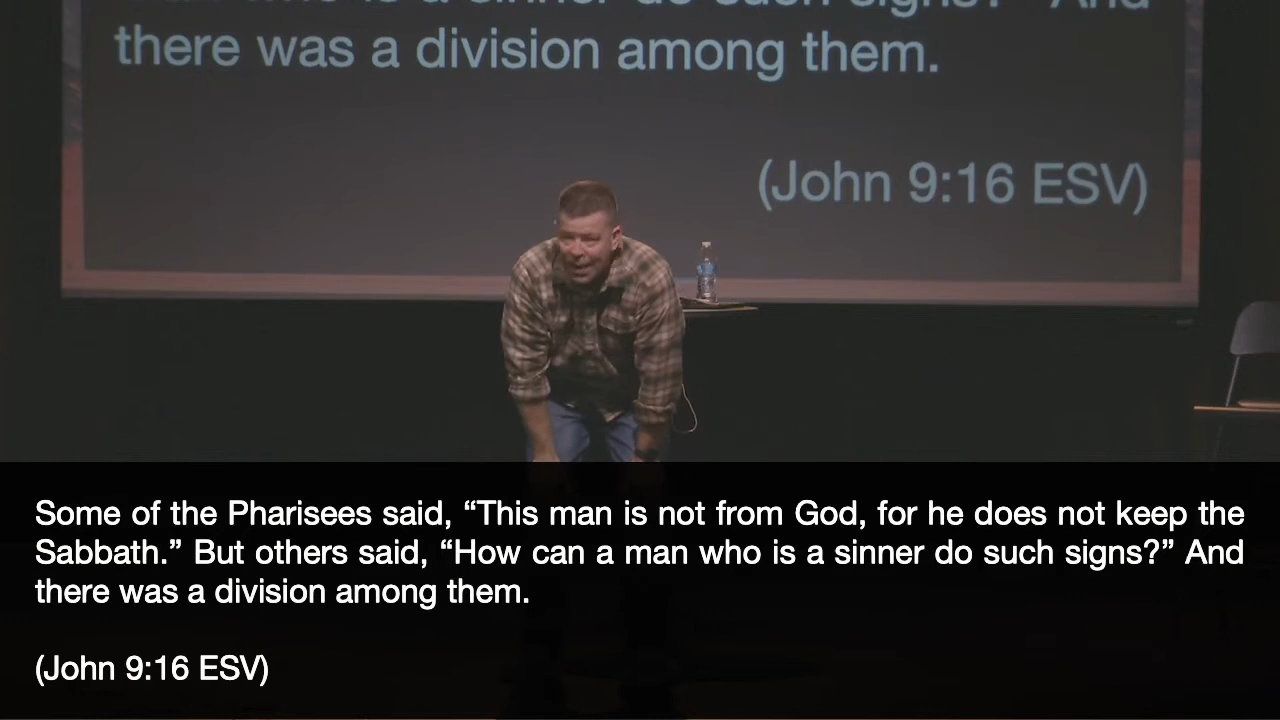 there was a division among them.
(John 9:16 ESV)
Some of the Pharisees said, “This man is not from God, for he does not keep the
Sabbath.” But others said, “How can a man who is a sinner do such signs?” And
there was a division among them.
(John 9:16 ESV)